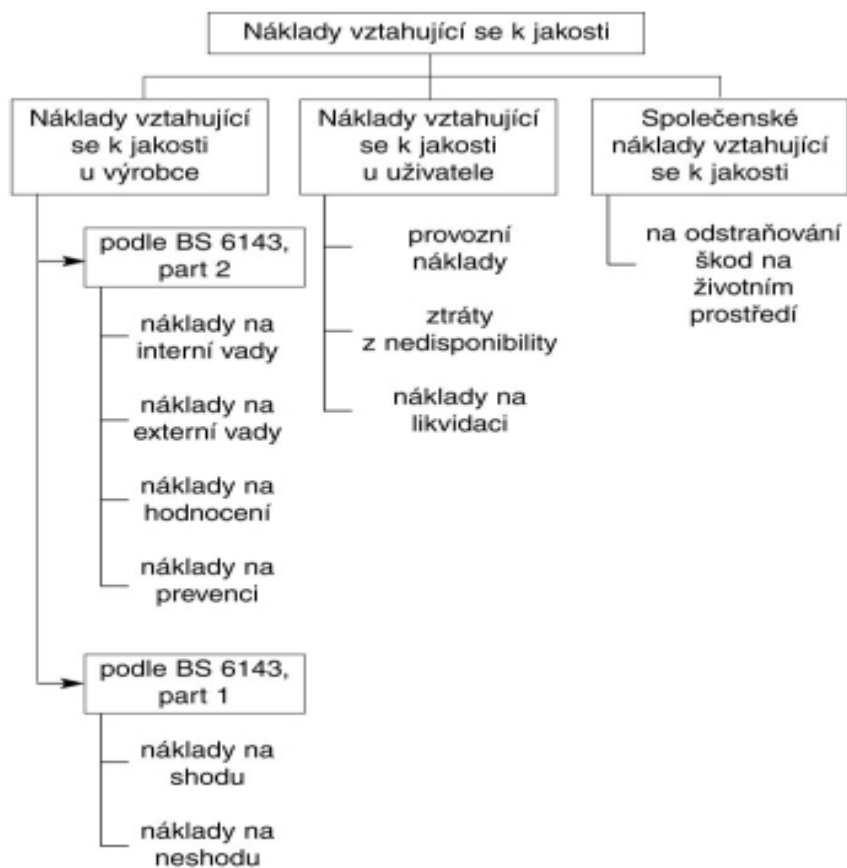 Náklady vztahující se k jakosti
Náklady vztahující
se k jakosti
u výrobce
Náklady vztahující
se k jakosti
u uživatele
Společenské
náklady vztahující
se k jakosti
podle BS 6143,
part 2
náklady na
interní vady
náklady na
externí vady
náklady na
hodnocení
náklady na
prevenci
podle BS 6143,
part 1
náklady na
shodu
náklady na
neshodu
provozní
náklady
ztráty
z nedisponibility
náklady na
likvidaci
na odstraňování
škod na
životním
prostředí